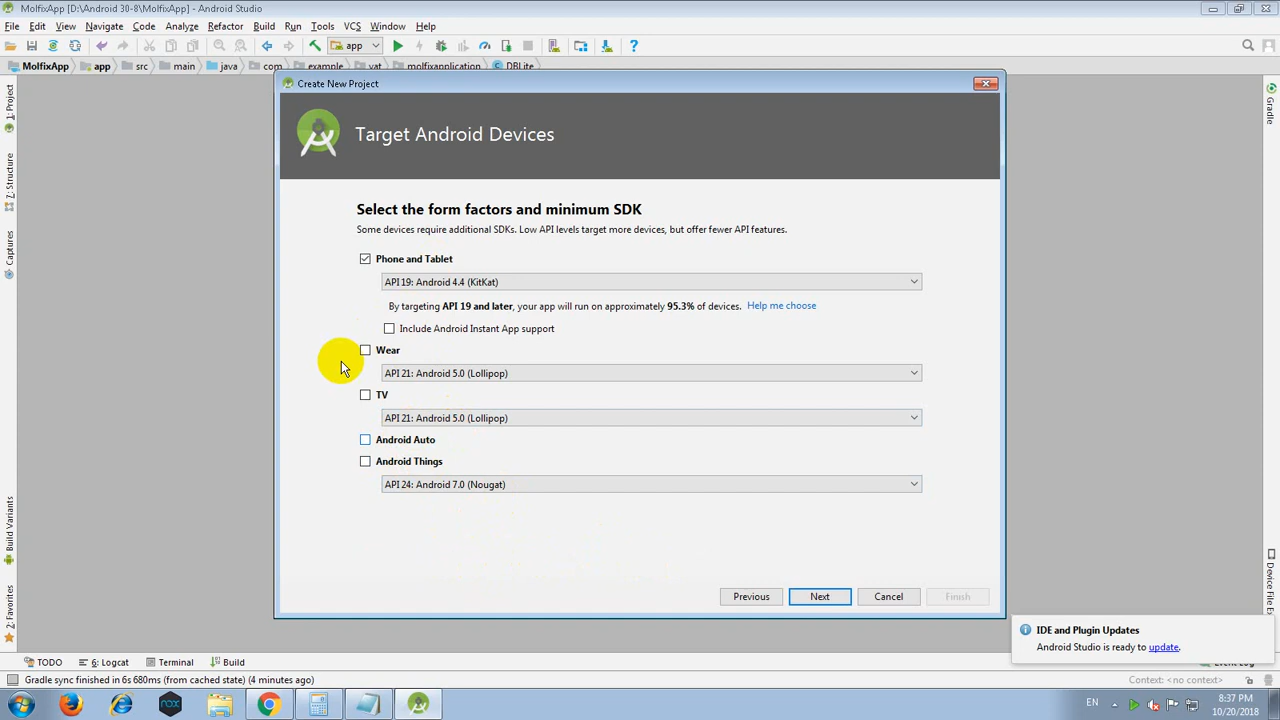 MolfixApp [D:\Android 30-8\MolfixApp] - Android Studio
File Edit View Navigate Code Analyze Refactor Build Run Tools VCS Window Help
app
MolfixApp app src main java com example vat molfixapplication DBLite
Create New Project
Target Android Devices
Select the form factors and minimum SDK
Some devices require additional SDKs. Low API levels target more devices, but offer fewer API features.
Phone and Tablet
API 19: Android 4.4 (KitKat)
By targeting API 19 and later, your app will run on approximately 95.3% of devices. Help me choose
Include Android Instant App support
Wear
API 21: Android 5.0 (Lollipop)
TV
API 21: Android 5.0 (Lollipop)
Android Auto
Android Things
API 24: Android 7.0 (Nougat)
Previous Next Cancel Finish
1: Project
7: Structure
Captures
Build Variants
2: Favorites
Gradle
Device File Ex
IDE and Plugin Updates
Android Studio is ready to update.
TODO 6: Logcat Terminal Build Event Log
Gradle sync finished in 6s 680ms (from cached state) (4 minutes ago) Context: <no context>
nox
EN 8:37 PM
10/20/2018